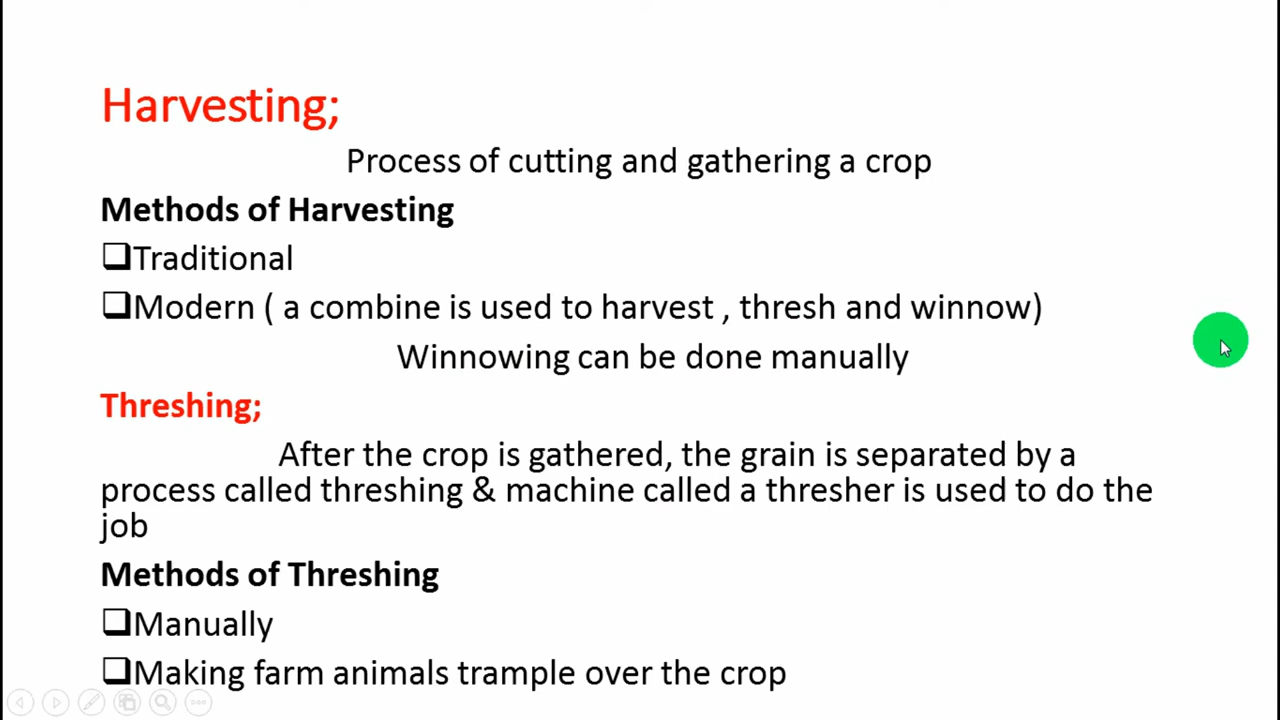 Harvesting;
Process of cutting and gathering a crop
Methods of Harvesting
❑Traditional
❑Modern ( a combine is used to harvest , thresh and winnow)
Winnowing can be done manually
Threshing;
After the crop is gathered, the grain is separated by a
process called threshing & machine called a thresher is used to do the
job
Methods of Threshing
❑Manually
❑Making farm animals trample over the crop